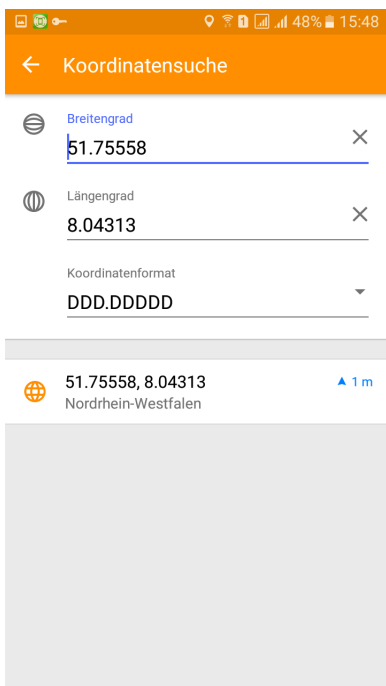 1 48% 15:48
Koordinatensuche
Breitengrad
51.75558
Längengrad
8.04313
Koordinatenformat
DDD.DDDDD
51.75558, 8.04313 1 m
Nordrhein-Westfalen